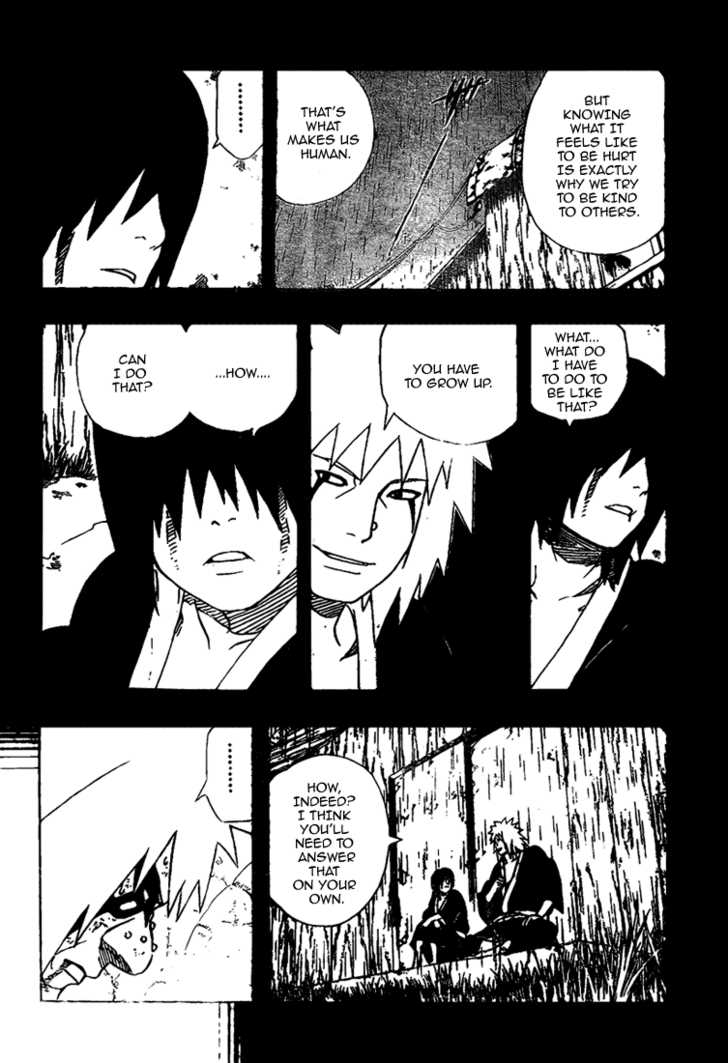 BUT
KNOWING
WHAT IT
FEELS LIKE
TO BE HURT
IS EXACTLY
WHY WE TRY
TO BE KIND
TO OTHERS.
THAT'S
WHAT
MAKES US
HUMAN.
........
WHAT...
WHAT DO
I HAVE
TO DO TO
BE LIKE
THAT?
YOU HAVE
TO GROW UP.
...HOW....
CAN
I DO
THAT?
HOW,
INDEED?
I THINK
YOU'LL
NEED TO
ANSWER
THAT
ON YOUR
OWN.
........